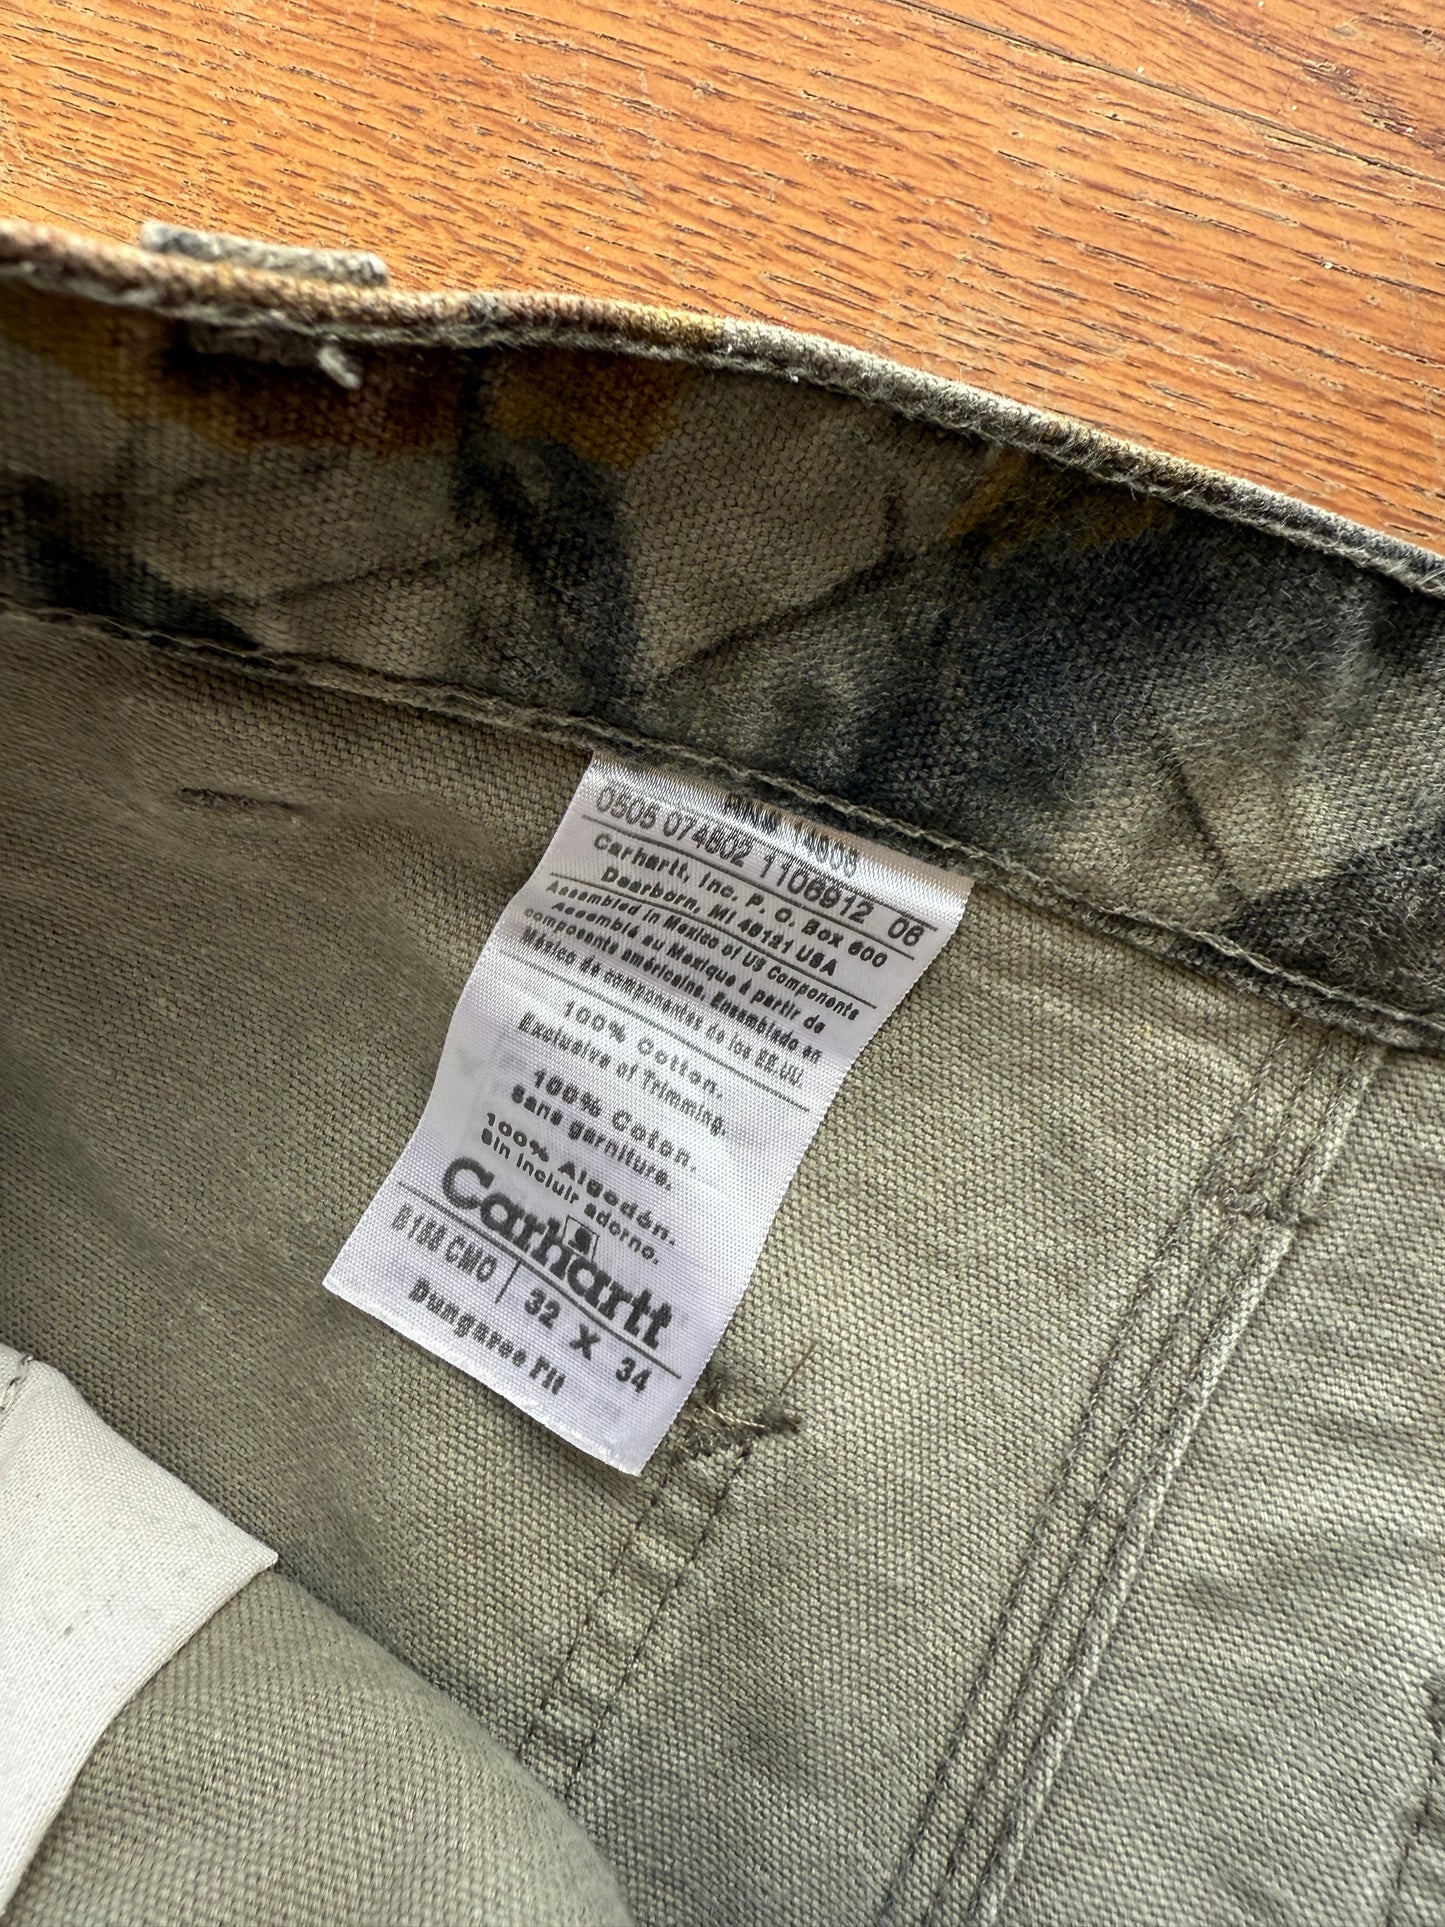 0505 074802 1106912 06
Carhartt, Inc. P. O. Box 600
Dearborn, MI 48121 USA
Assembled in Mexico of US Components
Assemblé au Mexique à partir de
composants américains. Ensamblado en
México de componentes de los EE.UU.
100% Cotton.
Exclusive of Trimming.
100% Coton.
Sans garniture.
100% Algodón.
Sin incluir adorno.
Carhartt
CMO 32 X 34
Dungaree Fit